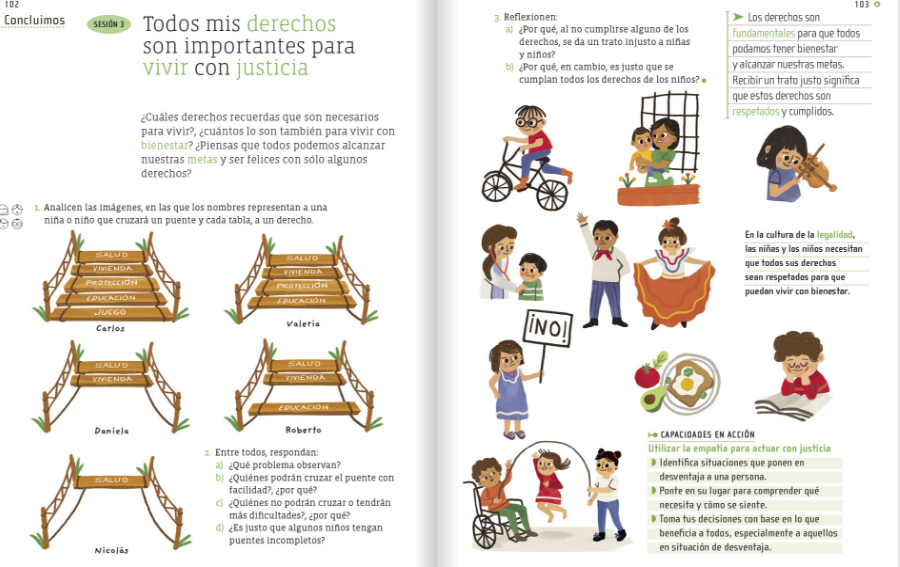 102
Concluimos
SESIÓN 3
Todos mis derechos
son importantes para
vivir con justicia
¿Cuáles derechos recuerdas que son necesarios
para vivir?, ¿cuántos lo son también para vivir con
bienestar? ¿Piensas que todos podemos alcanzar
nuestras metas y ser felices con sólo algunos
derechos?
1. Analicen las imágenes, en las que los nombres representan a una
niña o niño que cruzará un puente y cada tabla, a un derecho.
SALUD
VIVIENDA
PROTECCIÓN
EDUCACIÓN
JUEGO
Carlos
SALUD
VIVIENDA
PROTECCIÓN
EDUCACIÓN
Valeria
SALUD
VIVIENDA
Daniela
SALUD
VIVIENDA
EDUCACIÓN
Roberto
SALUD
Nicolás
2. Entre todos, respondan:
a) ¿Qué problema observan?
b) ¿Quiénes podrán cruzar el puente con
facilidad?, ¿por qué?
c) ¿Quiénes no podrán cruzar o tendrán
más dificultades?, ¿por qué?
d) ¿Es justo que algunos niños tengan
puentes incompletos?
103
3. Reflexionen:
a) ¿Por qué, al no cumplirse alguno de los
derechos, se da un trato injusto a niñas
y niños?
b) ¿Por qué, en cambio, es justo que se
cumplan todos los derechos de los niños?
Los derechos son
fundamentales para que todos
podamos tener bienestar
y alcanzar nuestras metas.
Recibir un trato justo significa
que estos derechos son
respetados y cumplidos.
En la cultura de la legalidad,
las niñas y los niños necesitan
que todos sus derechos
sean respetados para que
puedan vivir con bienestar.
¡NO!
CAPACIDADES EN ACCIÓN
Utilizar la empatía para actuar con justicia
Identifica situaciones que ponen en
desventaja a una persona.
Ponte en su lugar para comprender qué
necesita y cómo se siente.
Toma tus decisiones con base en lo que
beneficia a todos, especialmente a aquellos
en situación de desventaja.